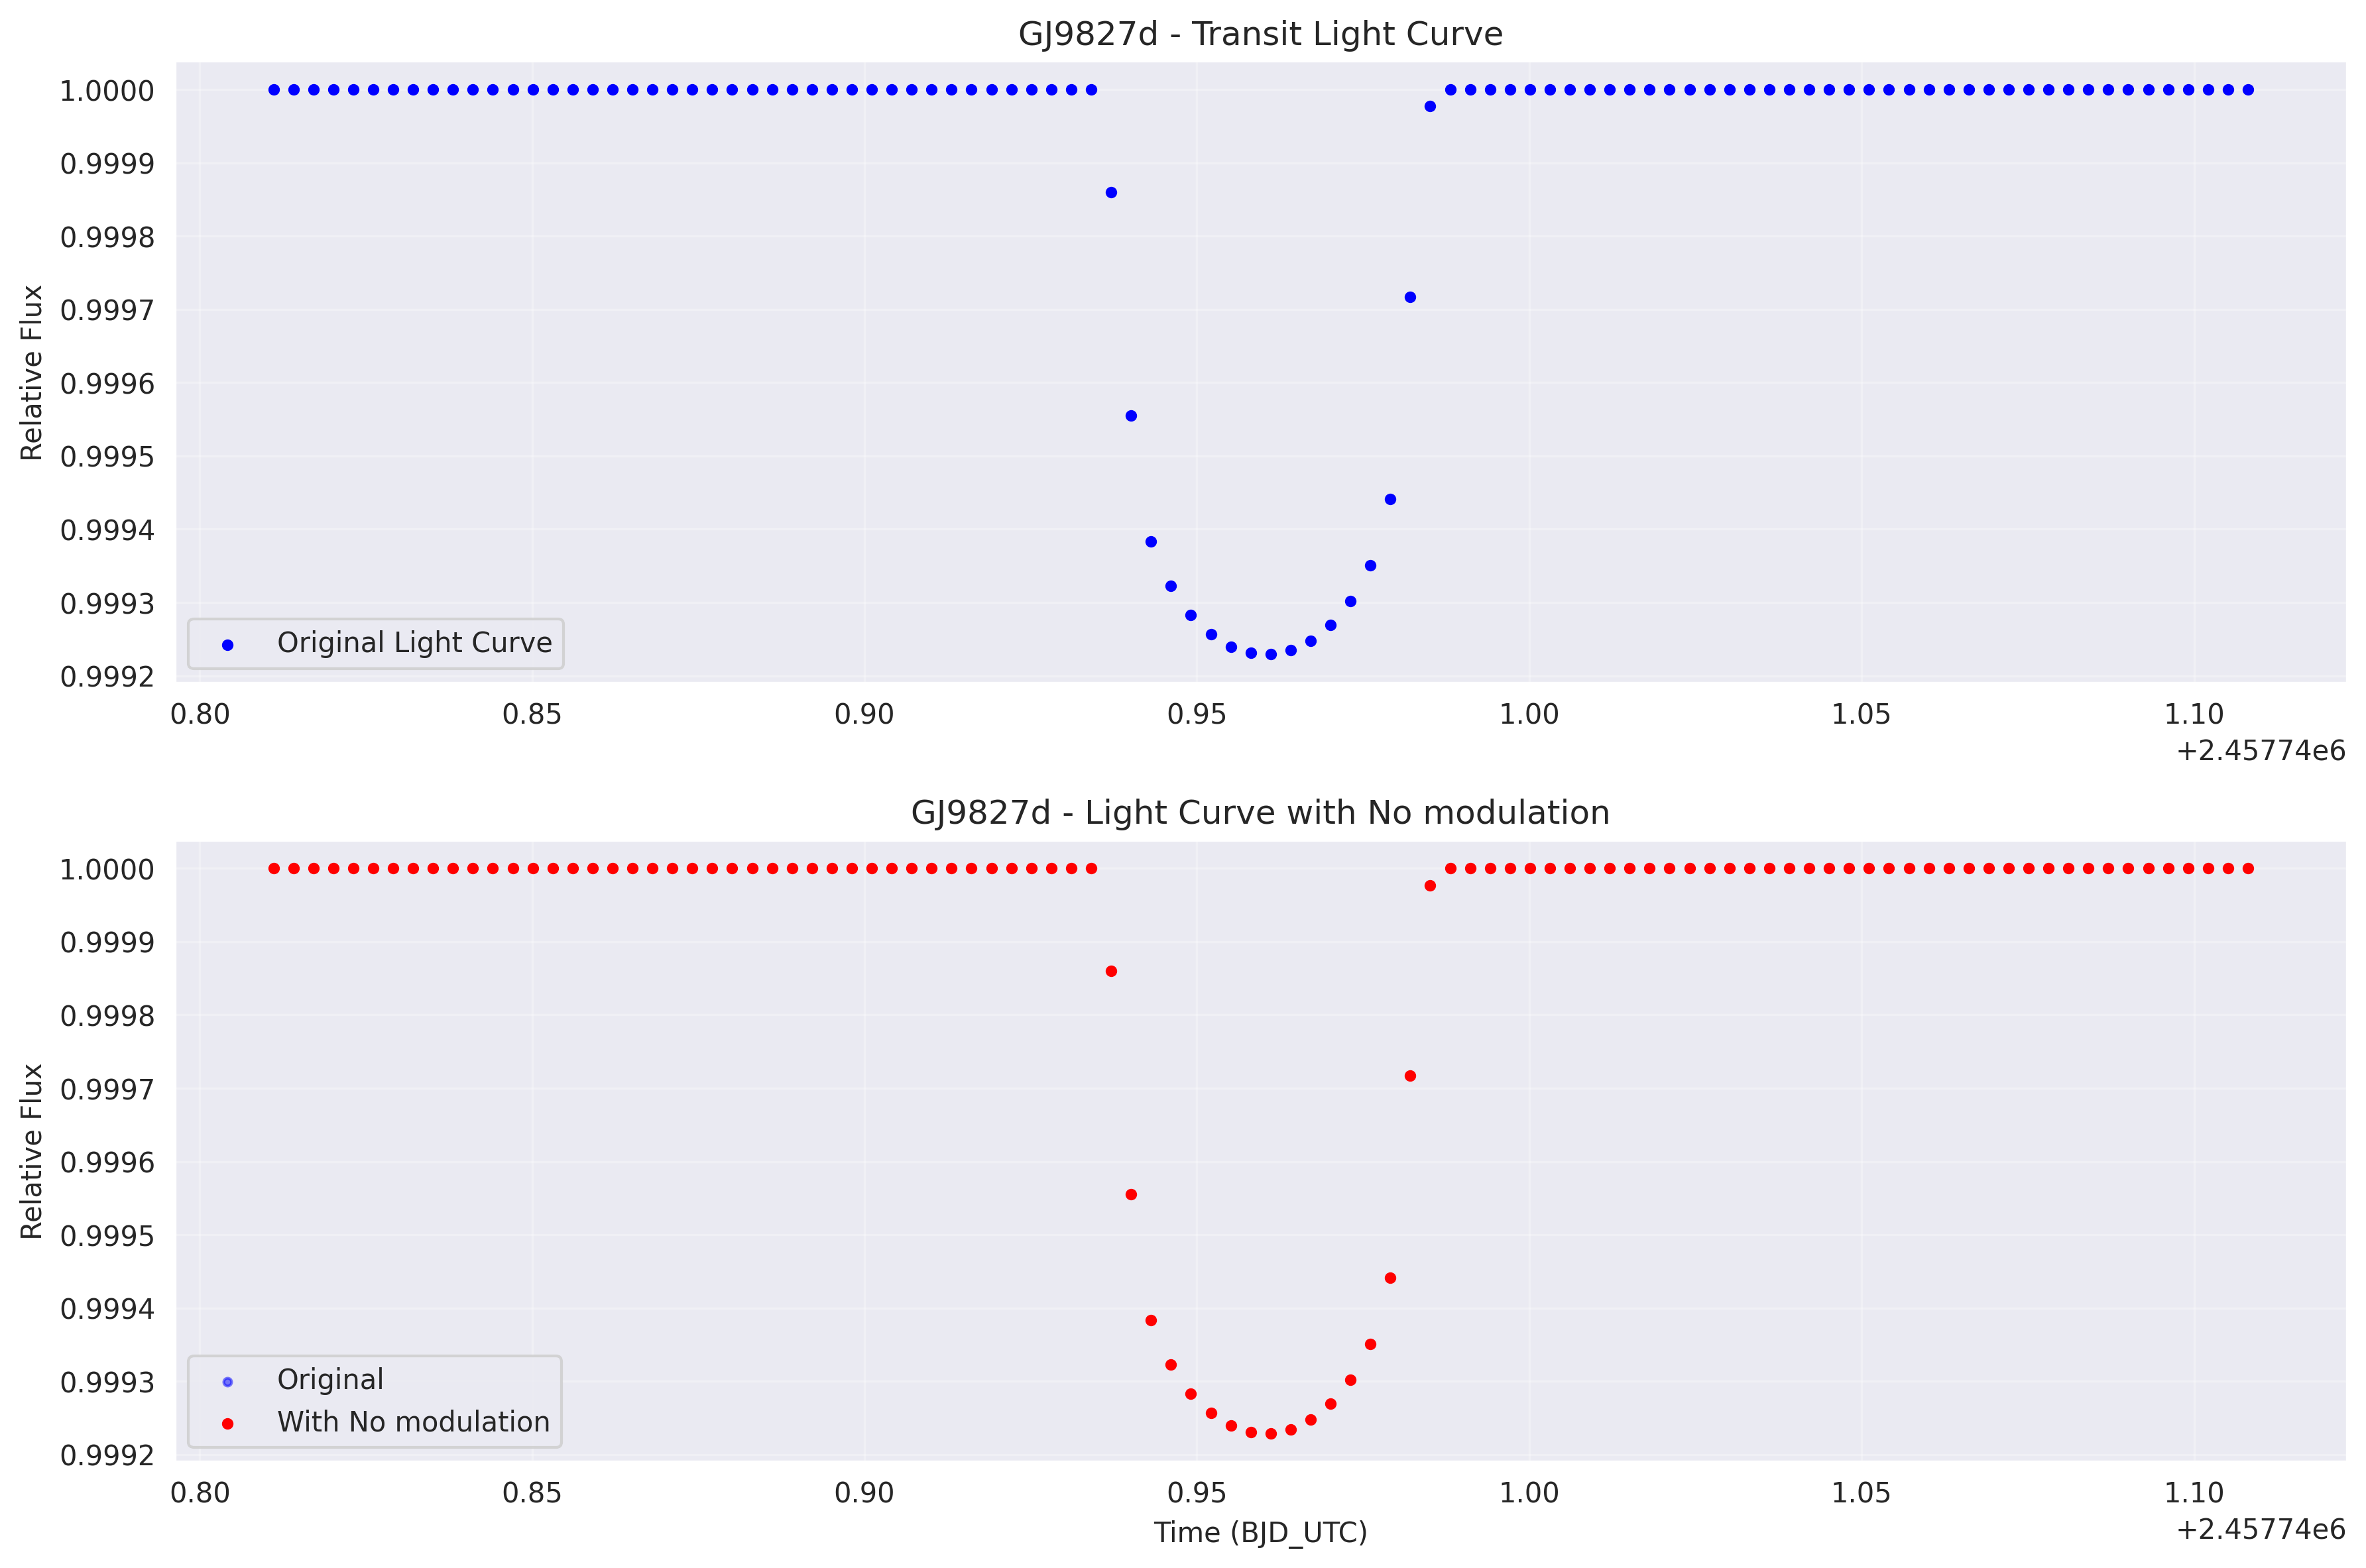 GJ9827d - Transit Light Curve
Relative Flux
1.0000
0.9999
0.9998
0.9997
0.9996
0.9995
0.9994
0.9993
0.9992
Original Light Curve
0.80 0.85 0.90 0.95 1.00 1.05 1.10
+2.45774e6
GJ9827d - Light Curve with No modulation
Relative Flux
1.0000
0.9999
0.9998
0.9997
0.9996
0.9995
0.9994
0.9993
0.9992
Original
With No modulation
0.80 0.85 0.90 0.95 1.00 1.05 1.10
Time (BJD_UTC)
+2.45774e6